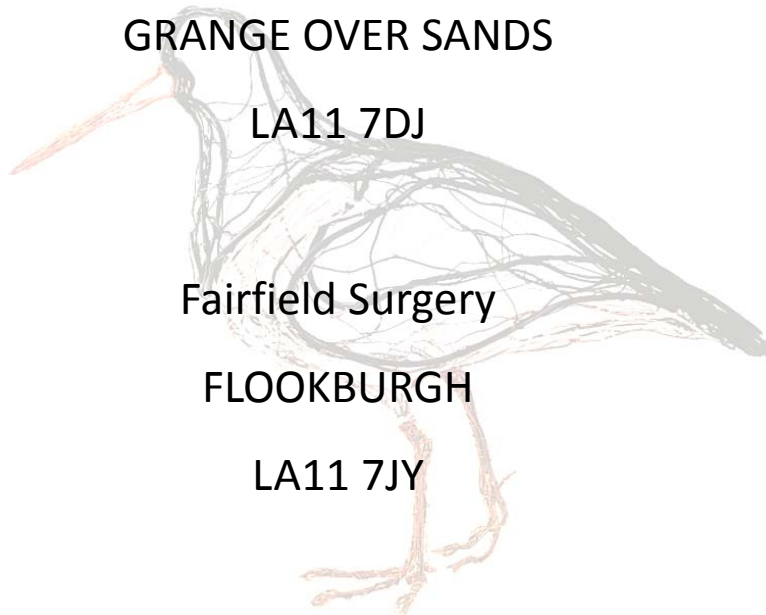 GRANGE OVER SANDS
LA11 7DJ
Fairfield Surgery
FLOOKBURGH
LA11 7JY